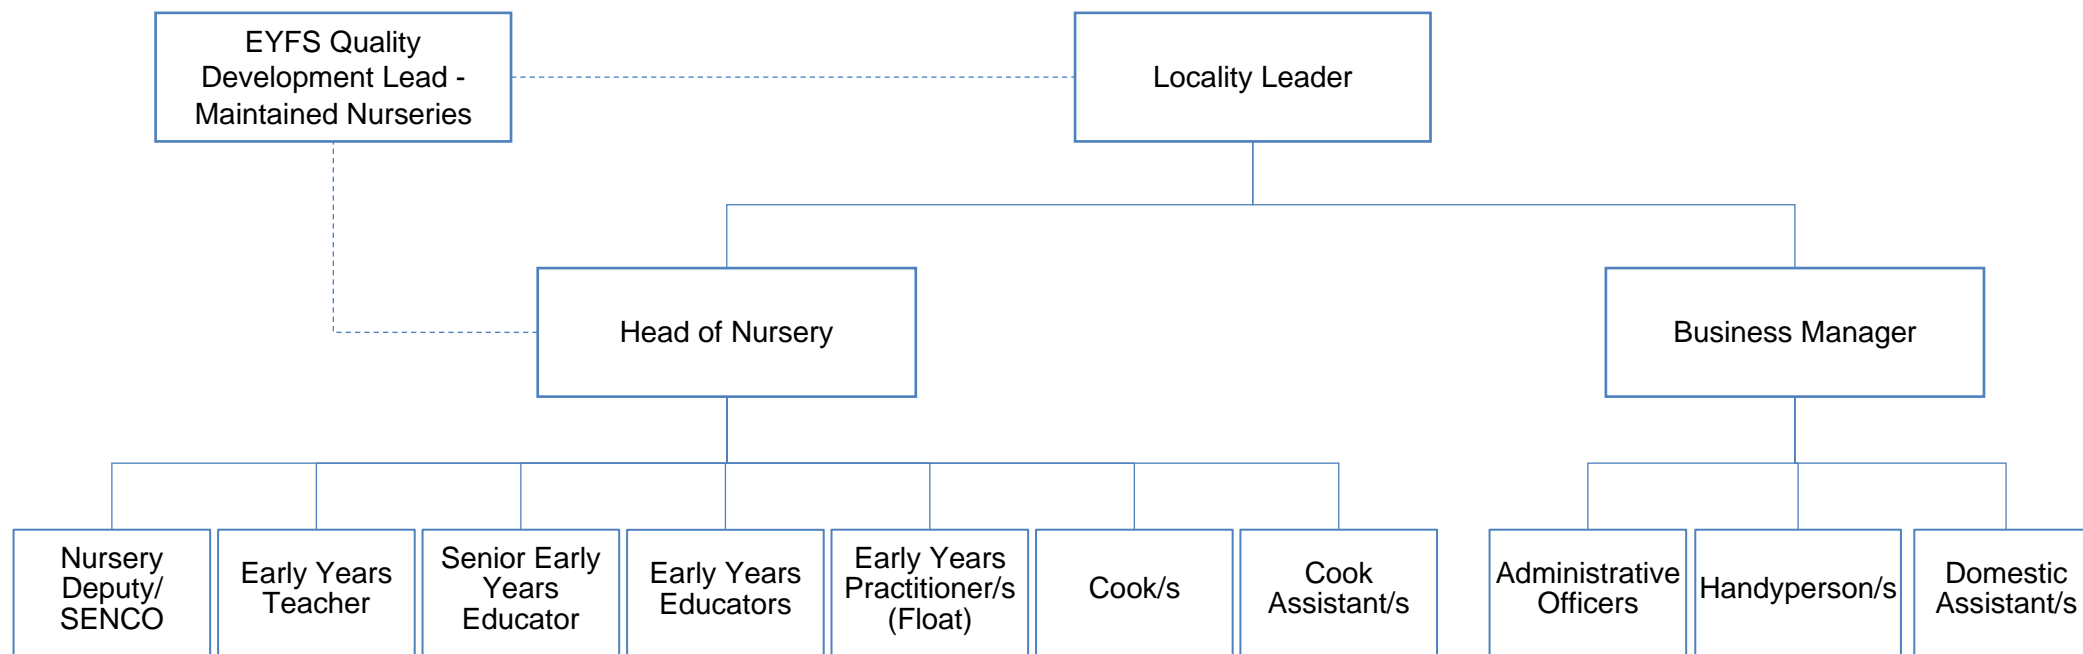 EYFS Quality
Development Lead -
Maintained Nurseries
Locality Leader
Head of Nursery
Business Manager
Nursery
Deputy/
SENCO
Early Years
Teacher
Senior Early
Years
Educator
Early Years
Educators
Early Years
Practitioner/s
(Float)
Cook/s
Cook
Assistant/s
Administrative
Officers
Handyperson/s
Domestic
Assistant/s